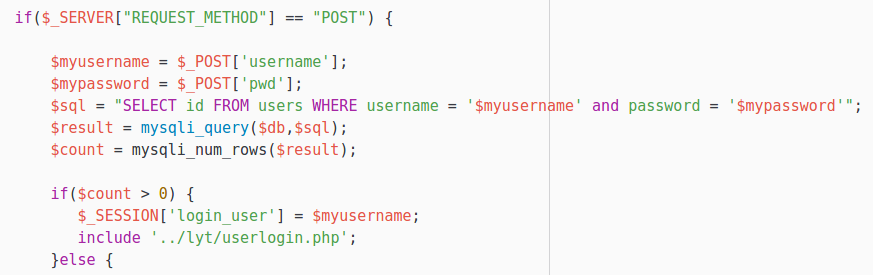 if($_SERVER["REQUEST_METHOD"] == "POST") {
$myusername = $_POST['username'];
$mypassword = $_POST['pwd'];
$sql = "SELECT id FROM users WHERE username = '$myusername' and password = '$mypassword'";
$result = mysqli_query($db,$sql);
$count = mysqli_num_rows($result);
if($count > 0) {
$_SESSION['login_user'] = $myusername;
include '../lyt/userlogin.php';
}else {